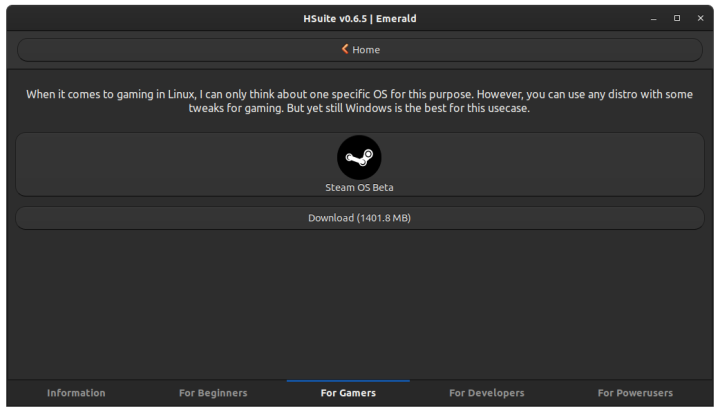 HSuite v0.6.5 | Emerald
Home
When it comes to gaming in Linux, I can only think about one specific OS for this purpose. However, you can use any distro with some
tweaks for gaming. But yet still Windows is the best for this usecase.
Steam OS Beta
Download (1401.8 MB)
Information For Beginners For Gamers For Developers For Powerusers